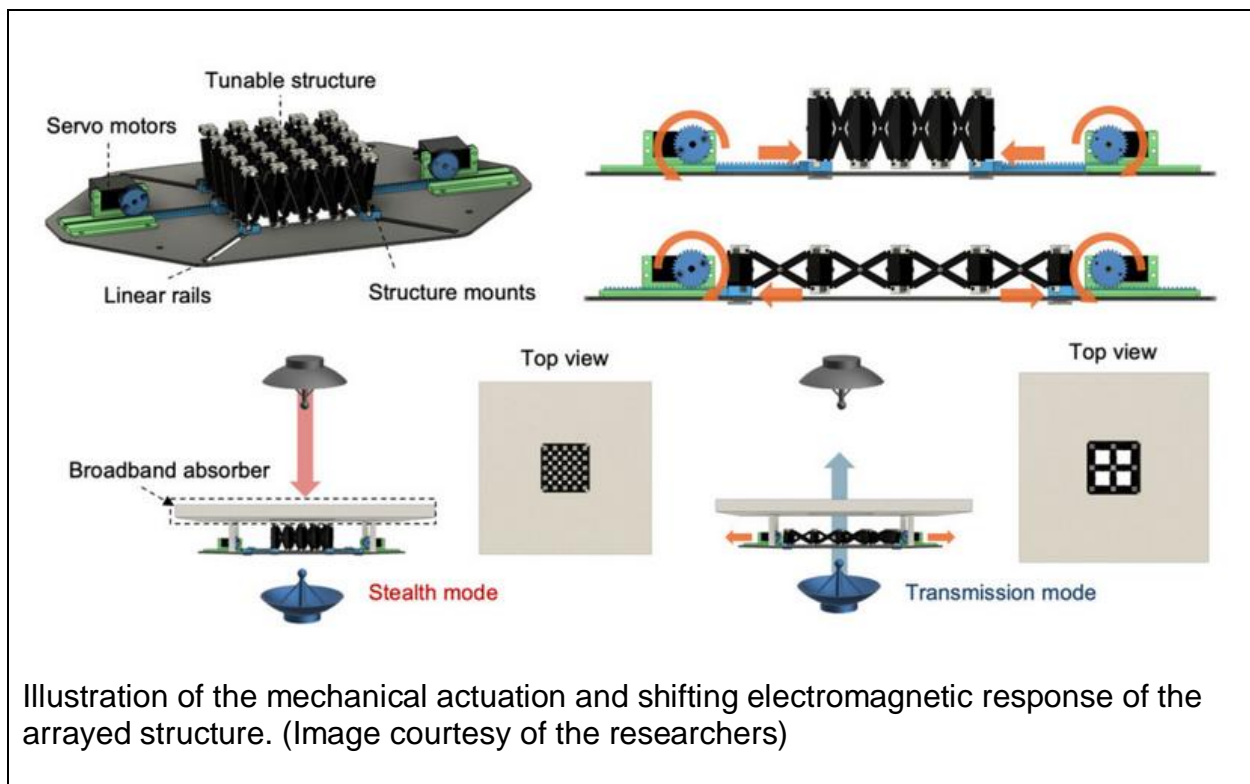 Tunable structure
Servo motors
Linear rails
Structure mounts
Top view
Top view
Broadband absorber
Stealth mode
Transmission mode
Illustration of the mechanical actuation and shifting electromagnetic response of the
arrayed structure. (Image courtesy of the researchers)